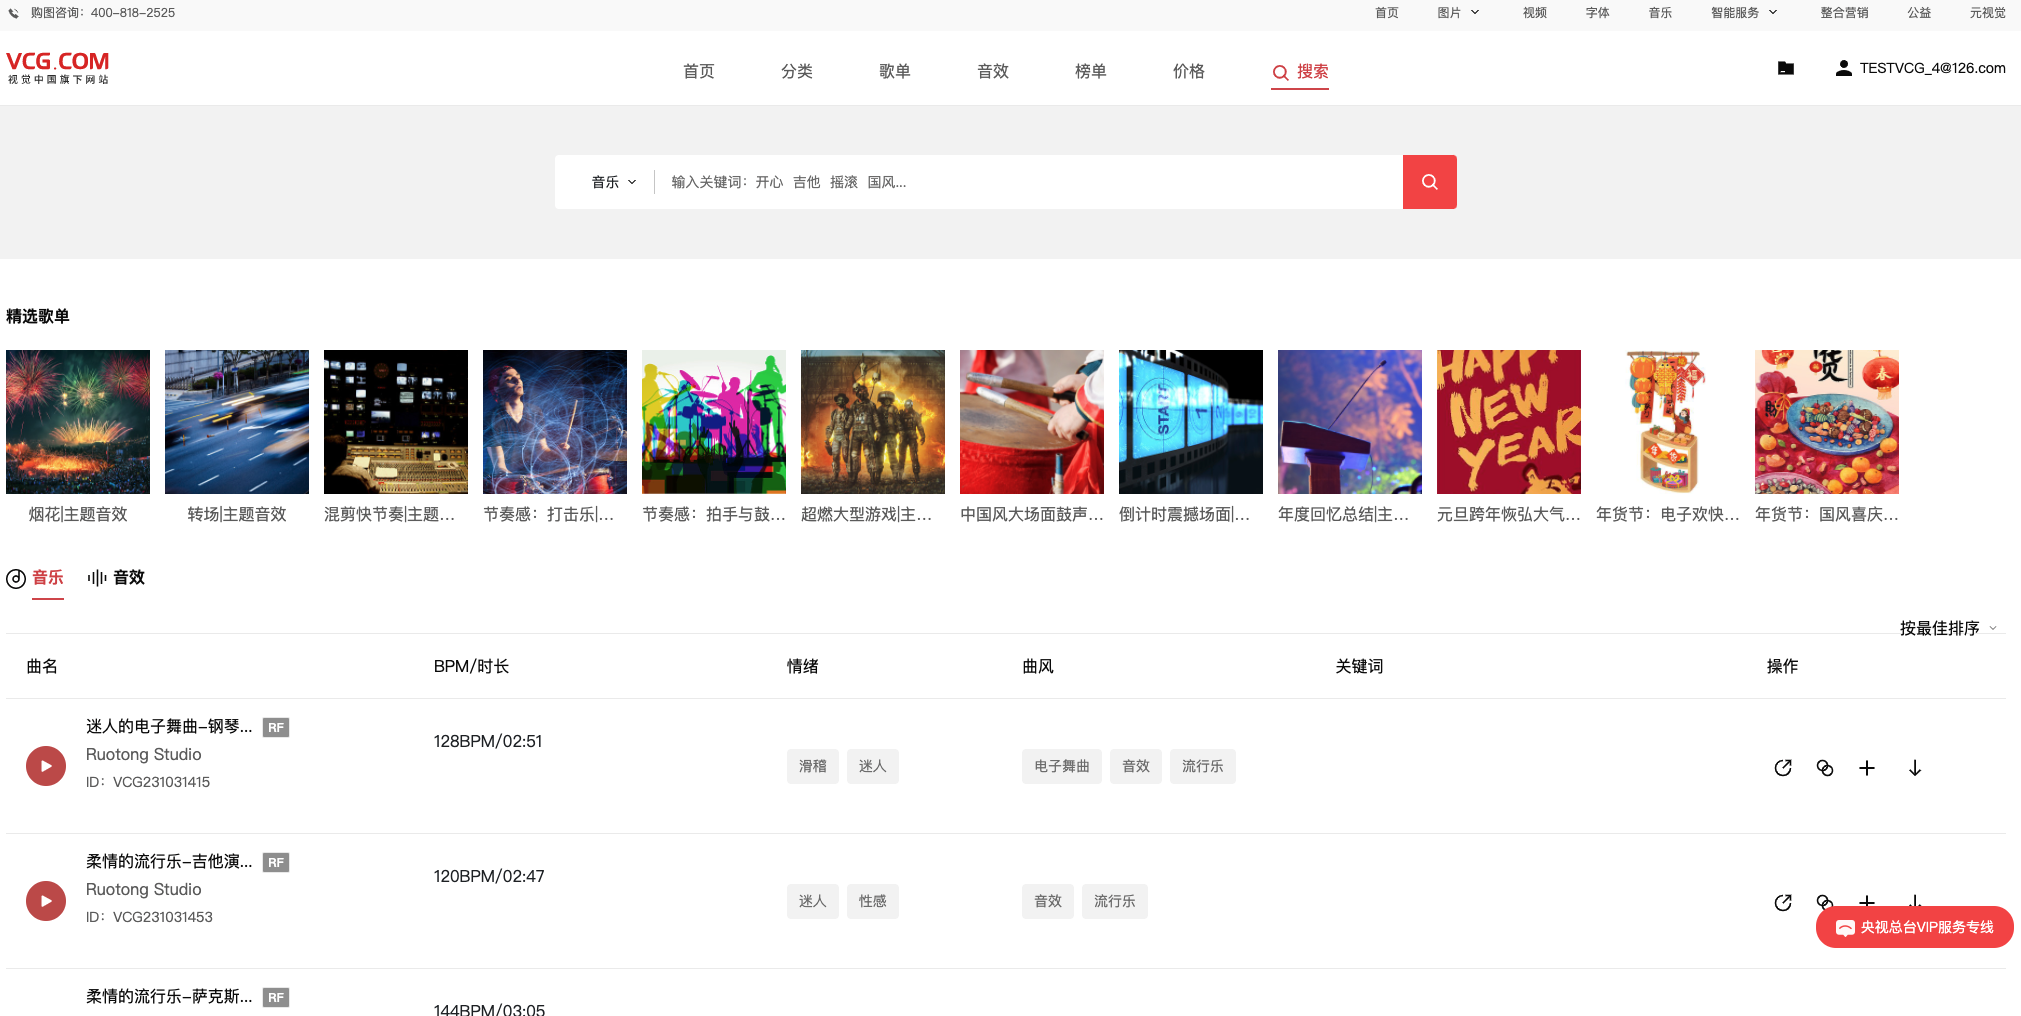 购图咨询：400-818-2525
首页 图片 视频 字体 音乐 智能服务 整合营销 公益 元视觉
VCG.COM
视觉中国旗下网站
首页 分类 歌单 音效 榜单 价格 搜索
TESTVCG_4@126.com
音乐 输入关键词：开心 吉他 摇滚 国风...
精选歌单
START
1
HAPPY
NEW
YEAR
货
春
烟花|主题音效 转场|主题音效 混剪快节奏|主题... 节奏感：打击乐|... 节奏感：拍手与鼓... 超燃大型游戏|主... 中国风大场面鼓声... 倒计时震撼场面|... 年度回忆总结|主... 元旦跨年恢弘大气... 年货节：电子欢快... 年货节：国风喜庆...
音乐 音效
按最佳排序
曲名 BPM/时长 情绪 曲风 关键词 操作
迷人的电子舞曲-钢琴... RF
Ruotong Studio
ID：VCG231031415
128BPM/02:51
滑稽 迷人 电子舞曲 音效 流行乐
柔情的流行乐-吉他演... RF
Ruotong Studio
ID：VCG231031453
120BPM/02:47
迷人 性感 音效 流行乐
央视总台VIP服务专线
柔情的流行乐-萨克斯... RF
144BPM/03:05